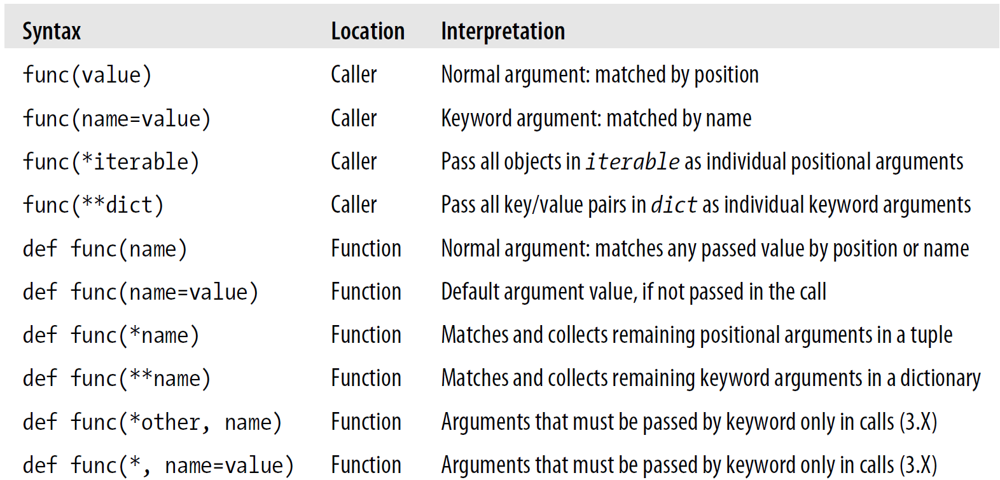 Syntax Location Interpretation
func(value) Caller Normal argument: matched by position
func(name=value) Caller Keyword argument: matched by name
func(*iterable) Caller Pass all objects in iterable as individual positional arguments
func(**dict) Caller Pass all key/value pairs in dict as individual keyword arguments
def func(name) Function Normal argument: matches any passed value by position or name
def func(name=value) Function Default argument value, if not passed in the call
def func(*name) Function Matches and collects remaining positional arguments in a tuple
def func(**name) Function Matches and collects remaining keyword arguments in a dictionary
def func(*other, name) Function Arguments that must be passed by keyword only in calls (3.X)
def func(*, name=value) Function Arguments that must be passed by keyword only in calls (3.X)